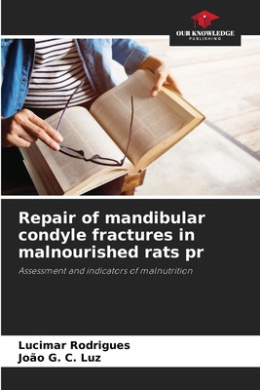 OUR KNOWLEDGE
PUBLISHING
Repair of mandibular
condyle fractures in
malnourished rats pr
Assessment and indicators of malnutrition
Lucimar Rodrigues
João G. C. Luz